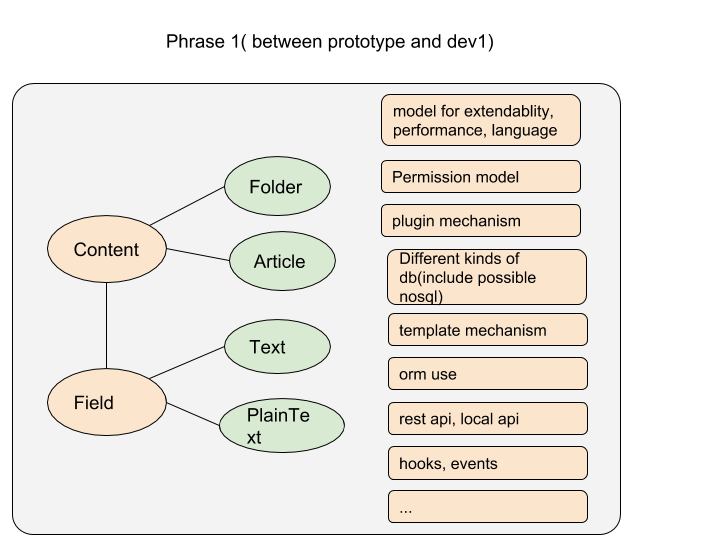 Phrase 1( between prototype and dev1)
model for extendablity,
performance, language
Folder
Permission model
plugin mechanism
Content
Article
Different kinds of
db(include possible
nosql)
template mechanism
Text
orm use
Field
PlainTe
xt
rest api, local api
hooks, events
...